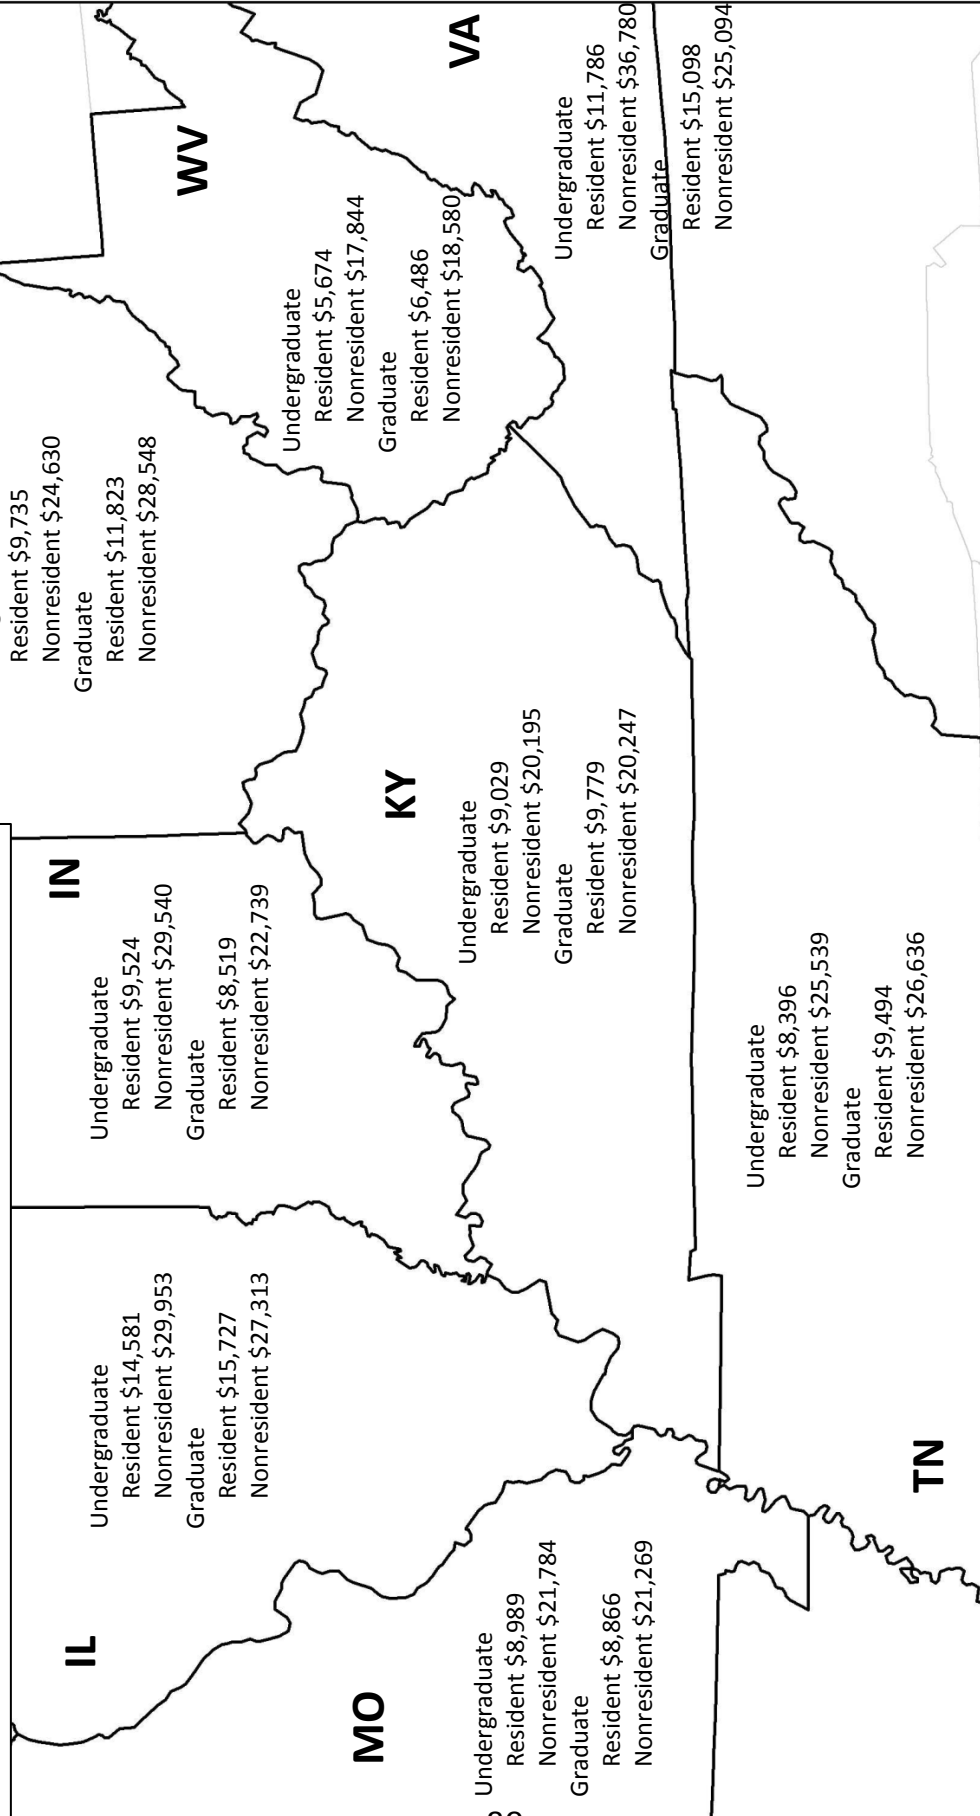 IL
Undergraduate
Resident $14,581
Nonresident $29,953
Graduate
Resident $15,727
Nonresident $27,313
IN
Undergraduate
Resident $9,524
Nonresident $29,540
Graduate
Resident $8,519
Nonresident $22,739
Resident $9,735
Nonresident $24,630
Graduate
Resident $11,823
Nonresident $28,548
WV
Undergraduate
Resident $5,674
Nonresident $17,844
Graduate
Resident $6,486
Nonresident $18,580
MO
Undergraduate
Resident $8,989
Nonresident $21,784
Graduate
Resident $8,866
Nonresident $21,269
KY
Undergraduate
Resident $9,029
Nonresident $20,195
Graduate
Resident $9,779
Nonresident $20,247
VA
Undergraduate
Resident $11,786
Nonresident $36,780
Graduate
Resident $15,098
Nonresident $25,094
TN
Undergraduate
Resident $8,396
Nonresident $25,539
Graduate
Resident $9,494
Nonresident $26,636